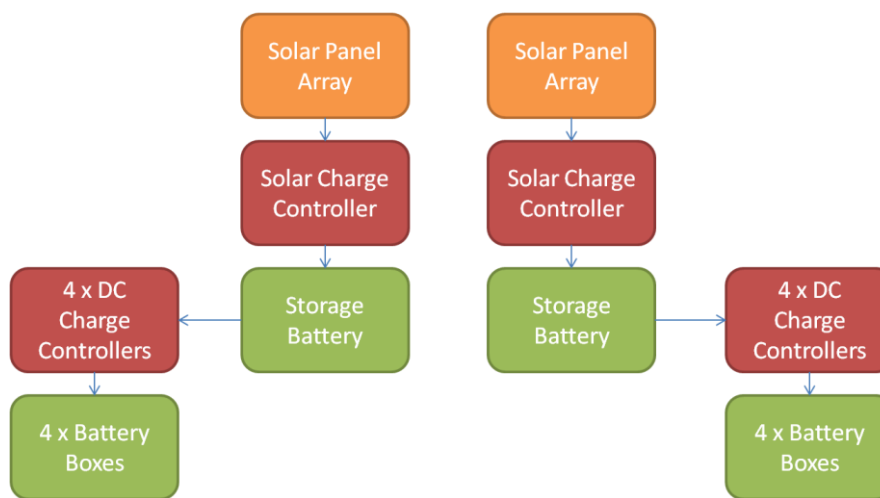 Solar Panel
Array
Solar Panel
Array
Solar Charge
Controller
Solar Charge
Controller
4 x DC
Charge
Controllers
Storage
Battery
Storage
Battery
4 x DC
Charge
Controllers
4 x Battery
Boxes
4 x Battery
Boxes